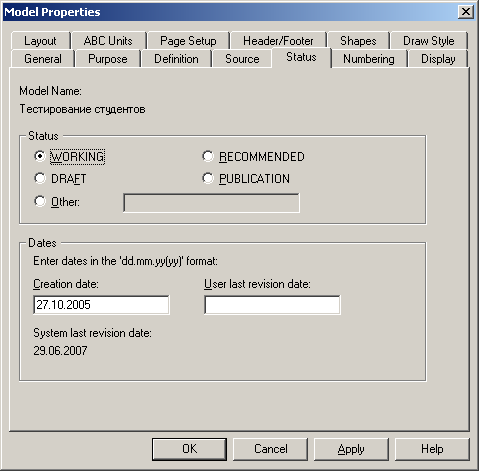 Model Properties
Layout ABC Units Page Setup Header/Footer Shapes Draw Style
General Purpose Definition Source Status Numbering Display
Model Name:
Тестирование студентов
Status
WORKING RECOMMENDED
DRAFT PUBLICATION
Other:
Dates
Enter dates in the 'dd.mm.yy(yy)' format:
Creation date: User last revision date:
27.10.2005
System last revision date:
29.06.2007
OK Cancel Apply Help